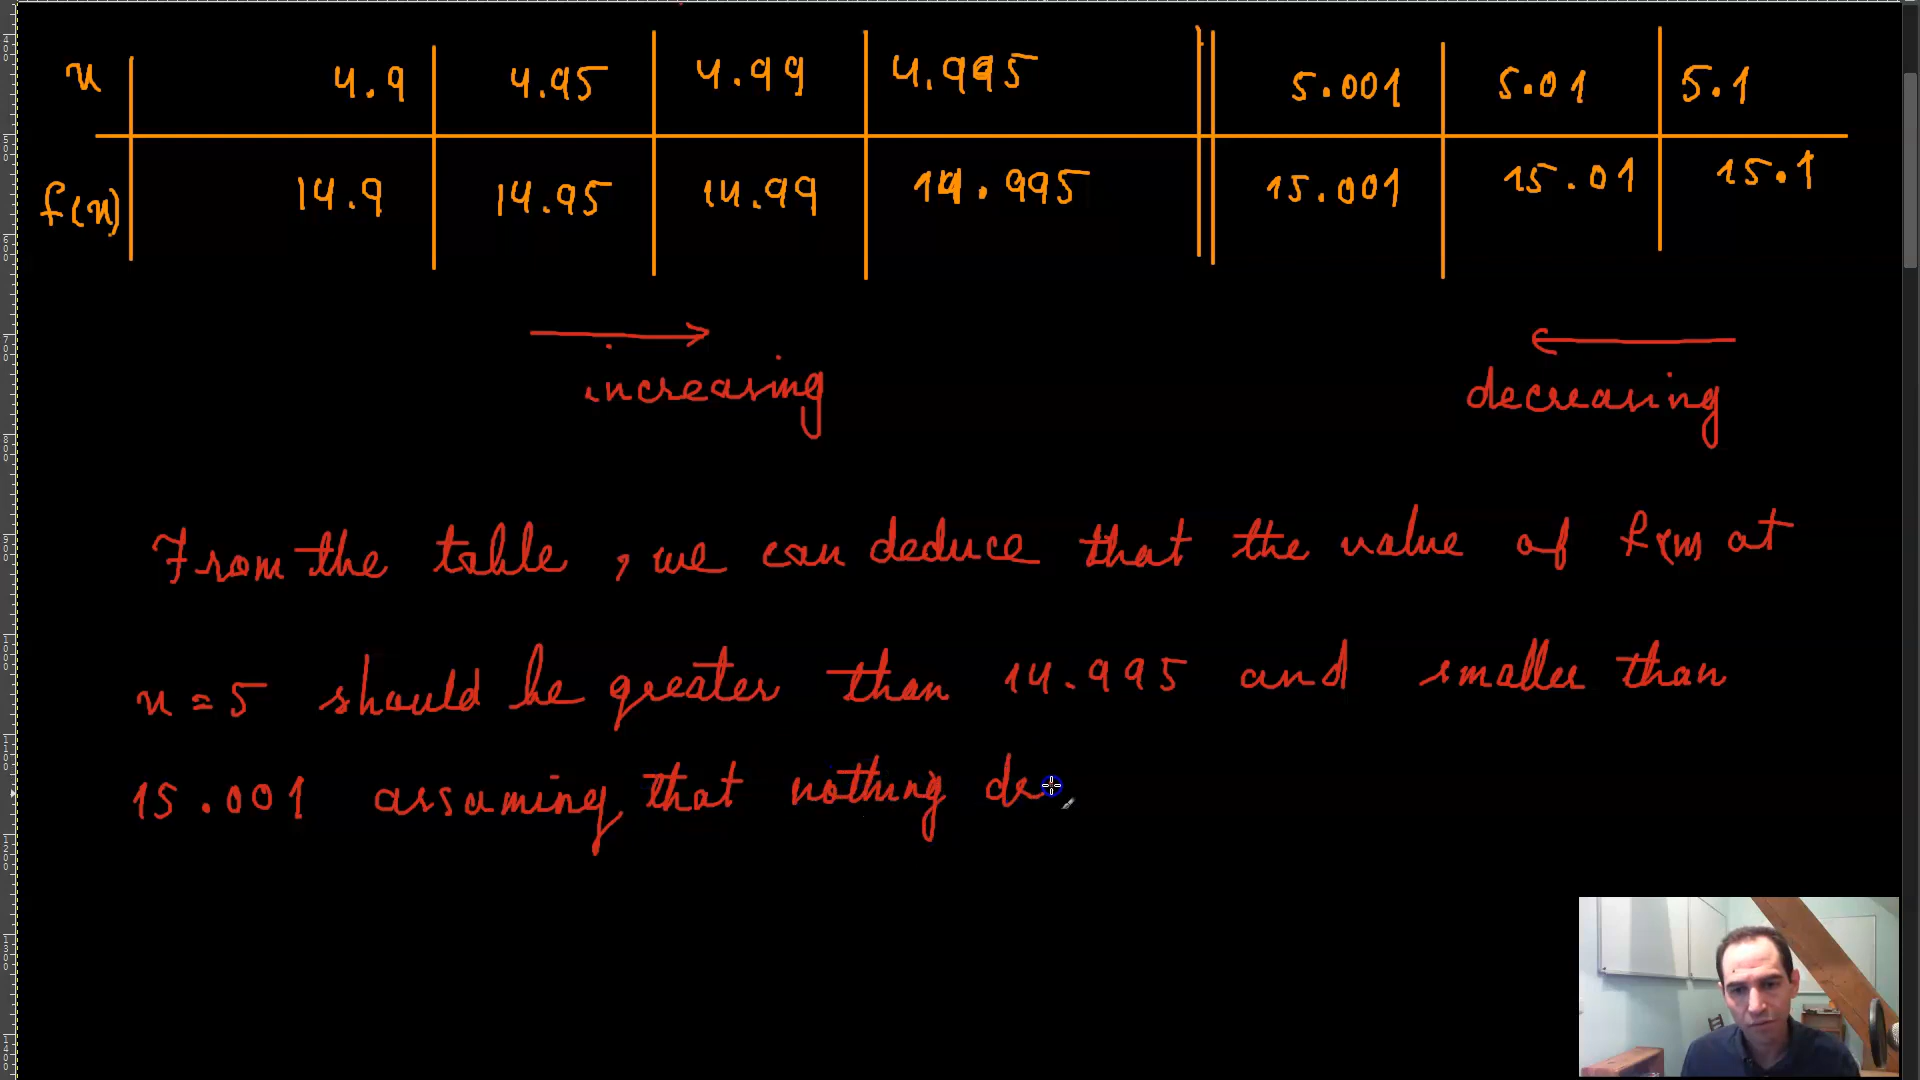 x 4.9 4.95 4.99 4.995 5.001 5.01 5.1
f(x) 14.9 14.95 14.99 14.995 15.001 15.01 15.1
increasing decreasing
From the table, we can deduce that the value of f(x) at
x = 5 should be greater than 14.995 and smaller than
15.001 assuming that nothing de